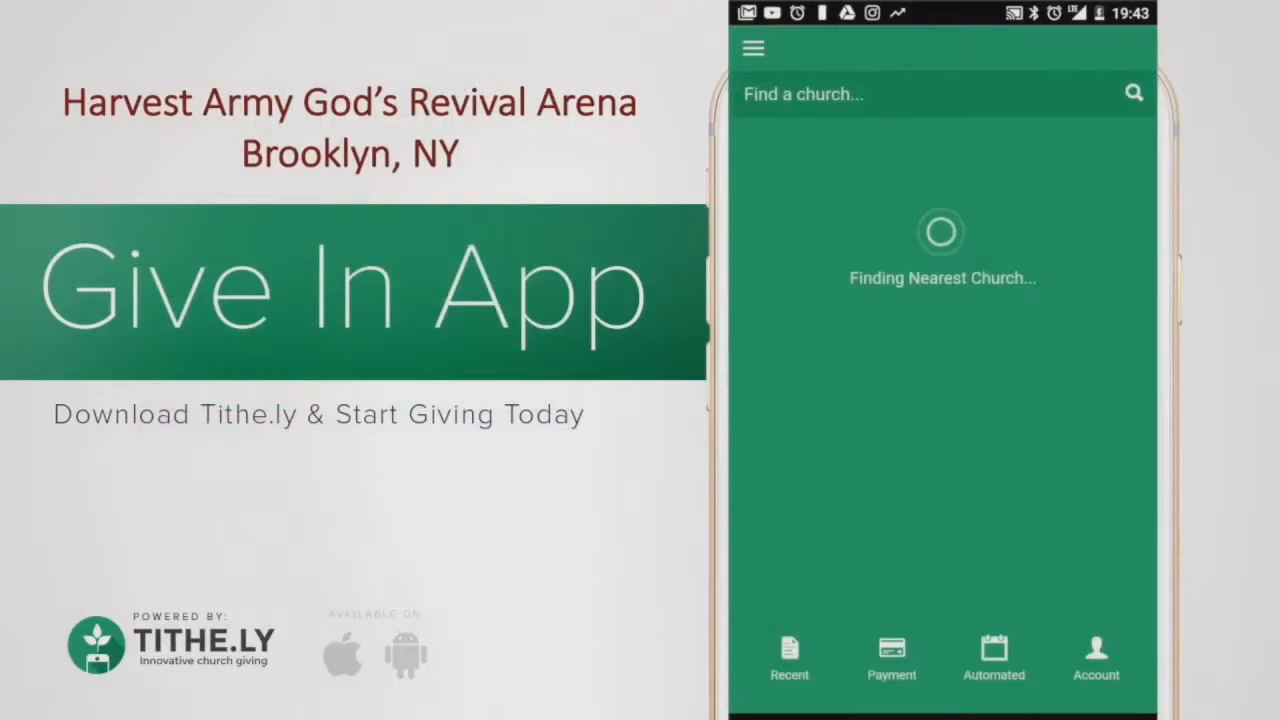 Harvest Army God's Revival Arena
Brooklyn, NY
Give In App
Download Tithe.ly & Start Giving Today
POWERED BY:
TITHE.LY
Innovative church giving
AVAILABLE ON
LTE 19:43
Find a church...
Finding Nearest Church...
Recent Payment Automated Account